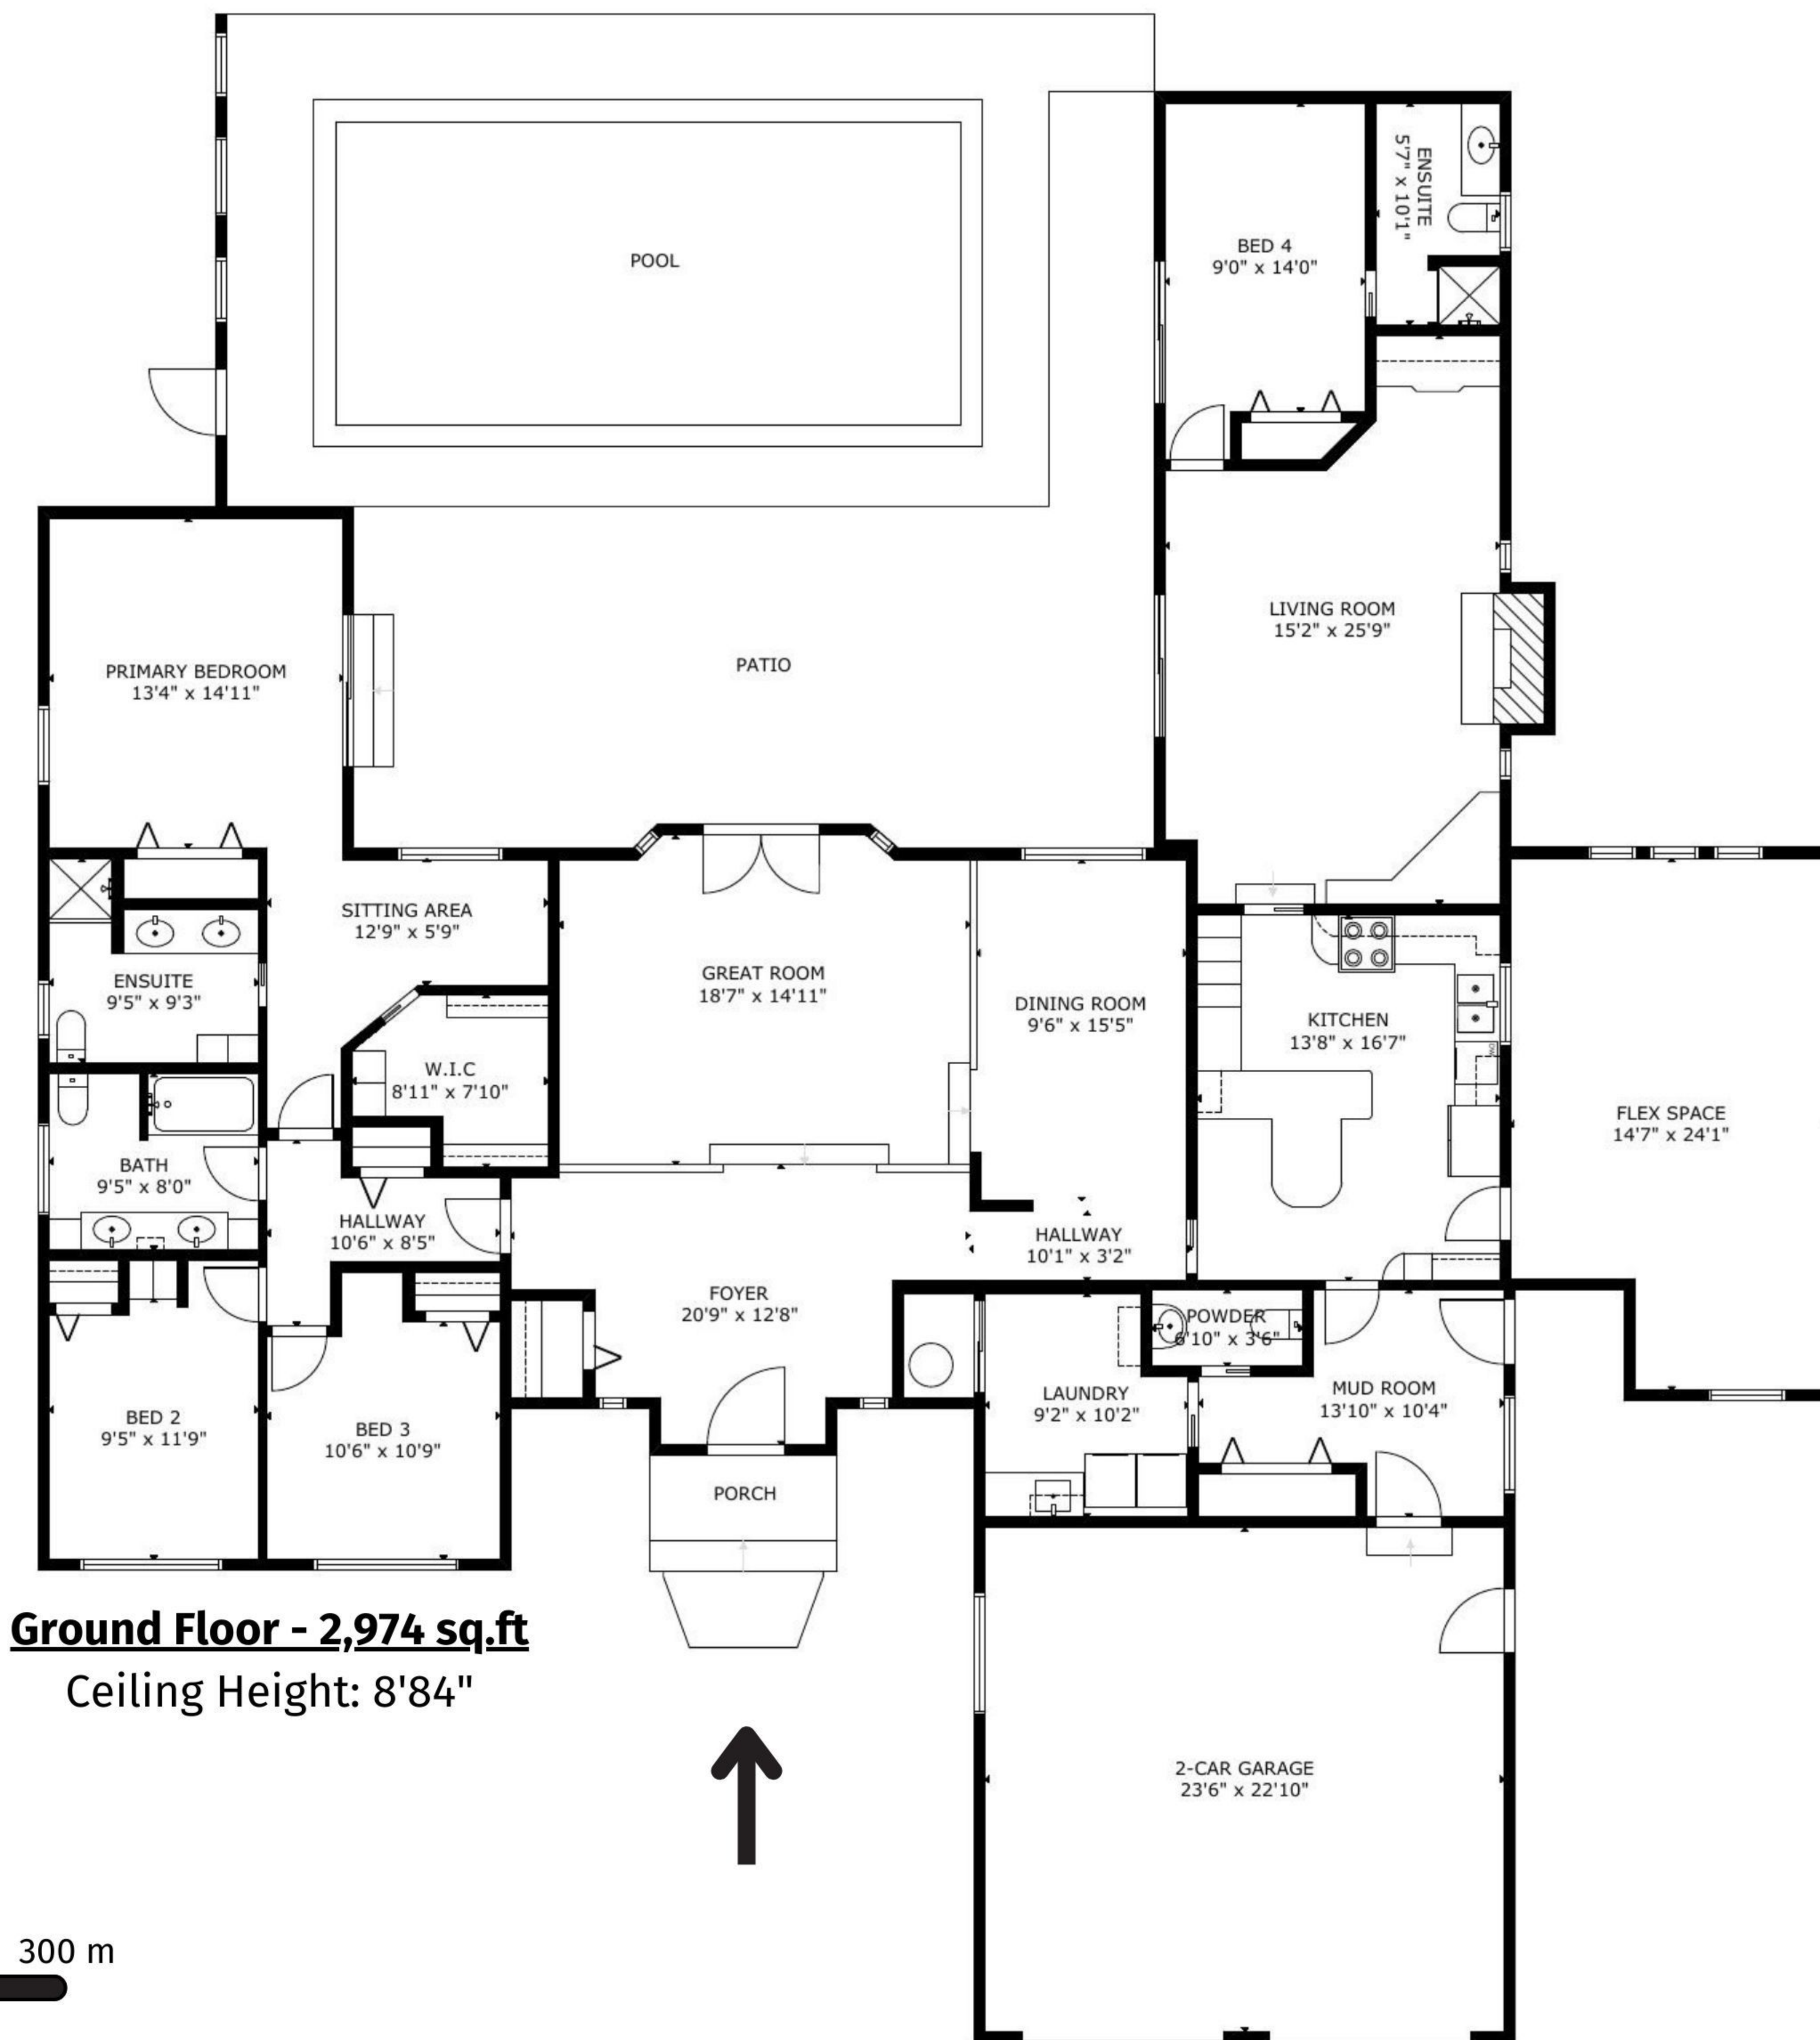 POOL
BED 4
9'0" x 14'0"
ENSUITE
5'7" x 10'1"
LIVING ROOM
15'2" x 25'9"
PATIO
PRIMARY BEDROOM
13'4" x 14'11"
SITTING AREA
12'9" x 5'9"
ENSUITE
9'5" x 9'3"
GREAT ROOM
18'7" x 14'11"
DINING ROOM
9'6" x 15'5"
KITCHEN
13'8" x 16'7"
DW
W.I.C
8'11" x 7'10"
FLEX SPACE
14'7" x 24'1"
BATH
9'5" x 8'0"
HALLWAY
10'6" x 8'5"
HALLWAY
10'1" x 3'2"
FOYER
20'9" x 12'8"
POWDER
6'10" x 3'6"
LAUNDRY
9'2" x 10'2"
MUD ROOM
13'10" x 10'4"
BED 2
9'5" x 11'9"
BED 3
10'6" x 10'9"
PORCH
Ground Floor - 2,974 sq.ft
Ceiling Height: 8'84"
2-CAR GARAGE
23'6" x 22'10"
300 m